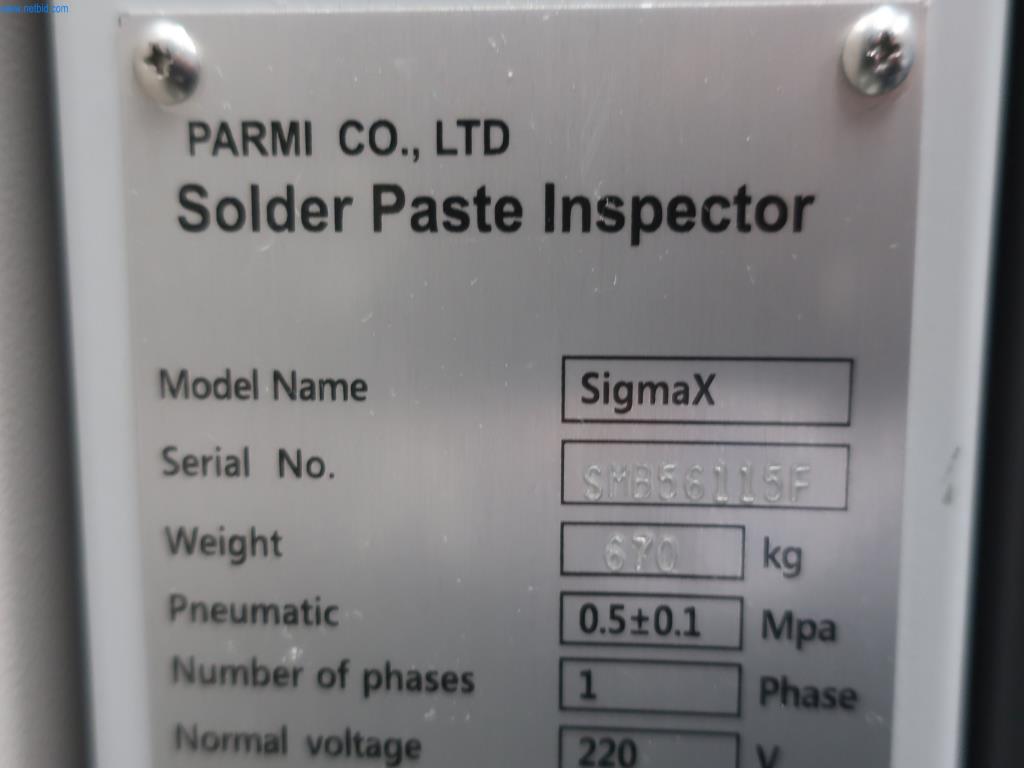 www.netbid.com
PARMI CO., LTD
Solder Paste Inspector
Model Name SigmaX
Serial No. SMB56115F
Weight 670 kg
Pneumatic 0.5±0.1 Mpa
Number of phases 1 Phase
Normal voltage 220 V